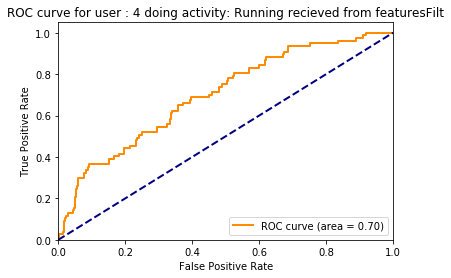 ROC curve for user : 4 doing activity: Running recieved from featuresFilt
1.0
0.8
0.6
0.4
0.2
0.0
True Positive Rate
ROC curve (area = 0.70)
0.0 0.2 0.4 0.6 0.8 1.0
False Positive Rate